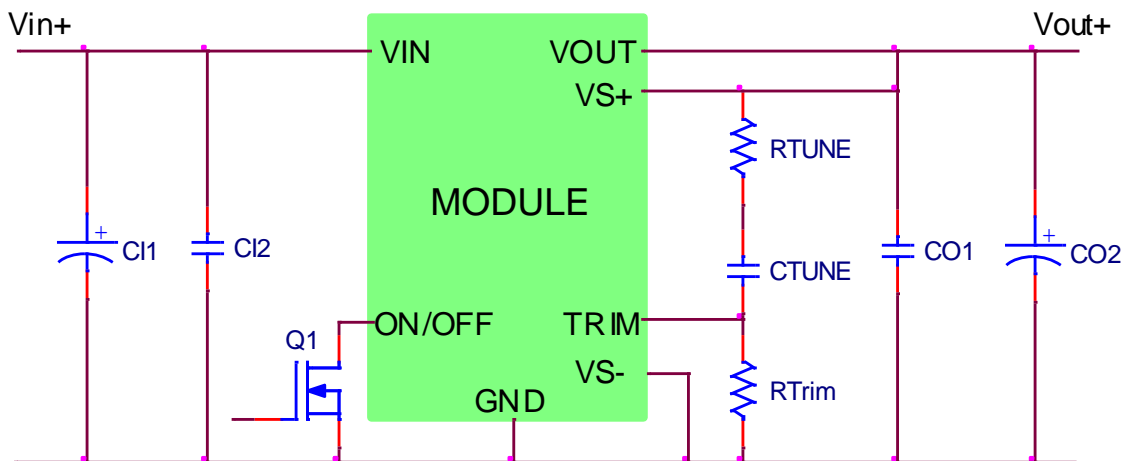 Vin+
Vout+
VIN
VOUT
VS+
RTUNE
MODULE
+
CI1
CI2
CTUNE
CO1
+
CO2
Q1
ON/OFF
TRIM
VS-
RTrim
GND